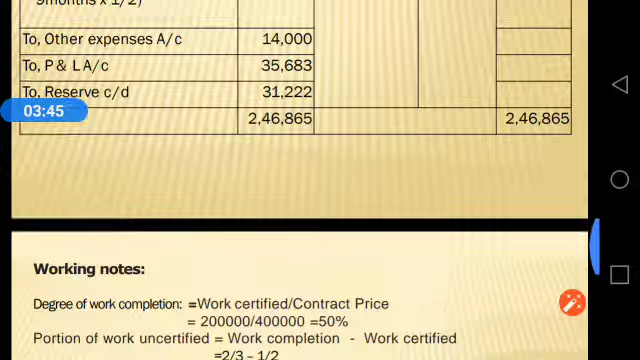 9months x 1/2)
To, Other expenses A/c 14,000
To, P & L A/c 35,683
To, Reserve c/d 31,222
03:45
2,46,865 2,46,865
Working notes:
Degree of work completion: =Work certified/Contract Price
= 200000/400000 =50%
Portion of work uncertified = Work completion - Work certified
=2/3 – 1/2